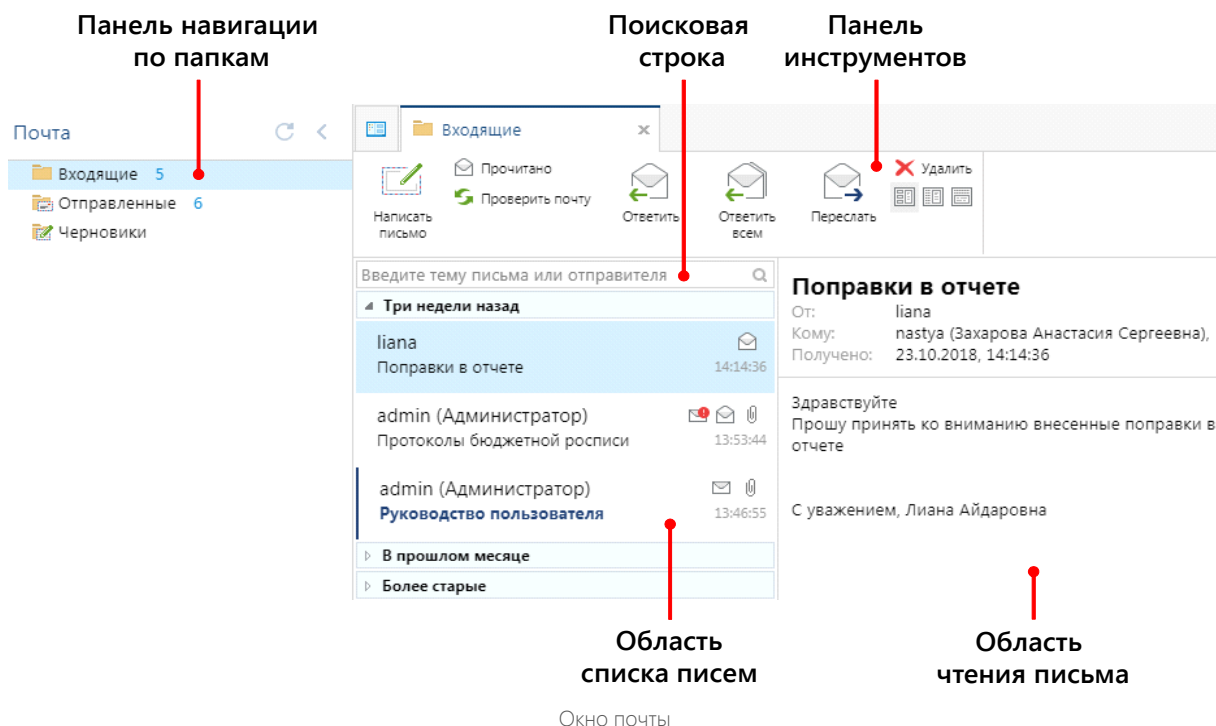 Панель навигации
по папкам
Поисковая
строка
Панель
инструментов
Почта
Входящие 5
Отправленные 6
Черновики
Входящие
Написать
письмо
Прочитано
Проверить почту
Ответить
Ответить
всем
Переслать
Удалить
Введите тему письма или отправителя
Три недели назад
liana
Поправки в отчете 14:14:36
admin (Администратор)
Протоколы бюджетной росписи 13:53:44
admin (Администратор)
Руководство пользователя 13:46:55
В прошлом месяце
Более старые
Поправки в отчете
От: liana
Кому: nastya (Захарова Анастасия Сергеевна),
Получено: 23.10.2018, 14:14:36
Здравствуйте
Прошу принять ко вниманию внесенные поправки в
отчете
С уважением, Лиана Айдаровна
Область
списка писем
Область
чтения письма
Окно почты